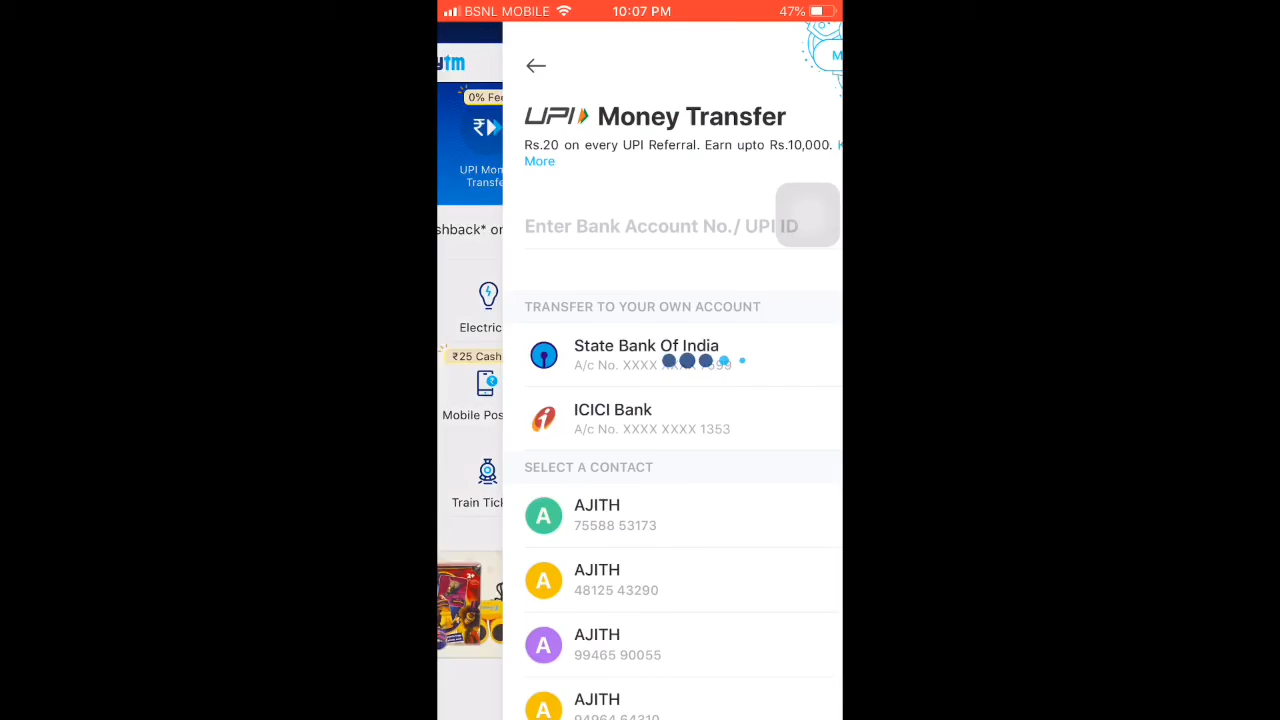 BSNL MOBILE 10:07 PM 47%
ytm
0% Fee
UPI Mon
Transfe
shback* or
Electric
₹25 Cash
Mobile Pos
Train Tick
M
UPI Money Transfer
Rs.20 on every UPI Referral. Earn upto Rs.10,000. K
More
Enter Bank Account No./ UPI ID
TRANSFER TO YOUR OWN ACCOUNT
State Bank Of India
A/c No. XXXX
ICICI Bank
A/c No. XXXX XXXX 1353
SELECT A CONTACT
A AJITH
75588 53173
A AJITH
48125 43290
A AJITH
99465 90055
A AJITH